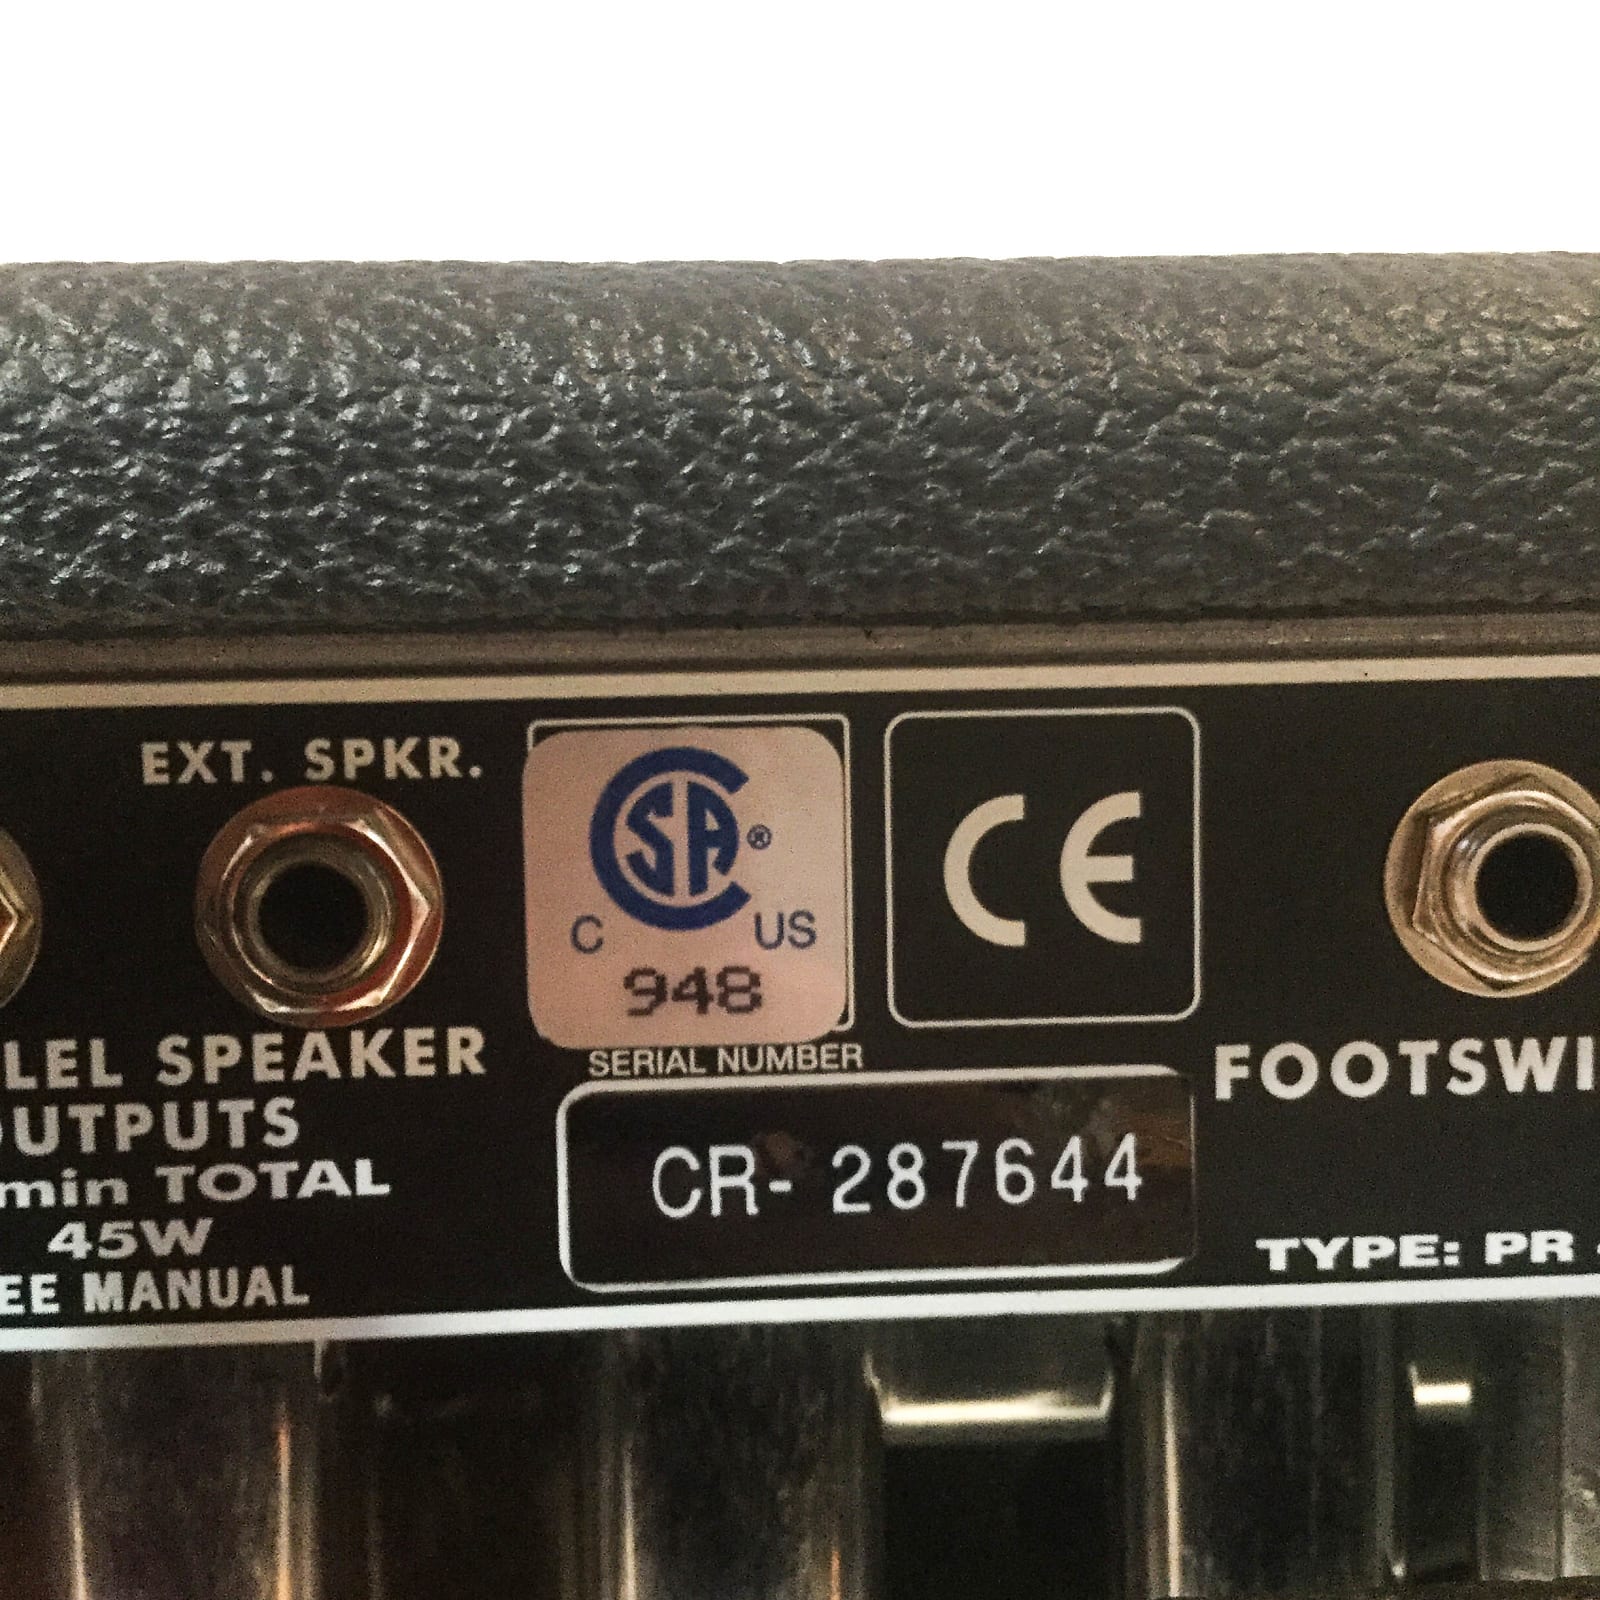 EXT. SPKR.
CSA®
C US
948
CE
LEL SPEAKER
OUTPUTS
min TOTAL
45W
EE MANUAL
SERIAL NUMBER
CR- 287644
FOOTSWI
TYPE: PR